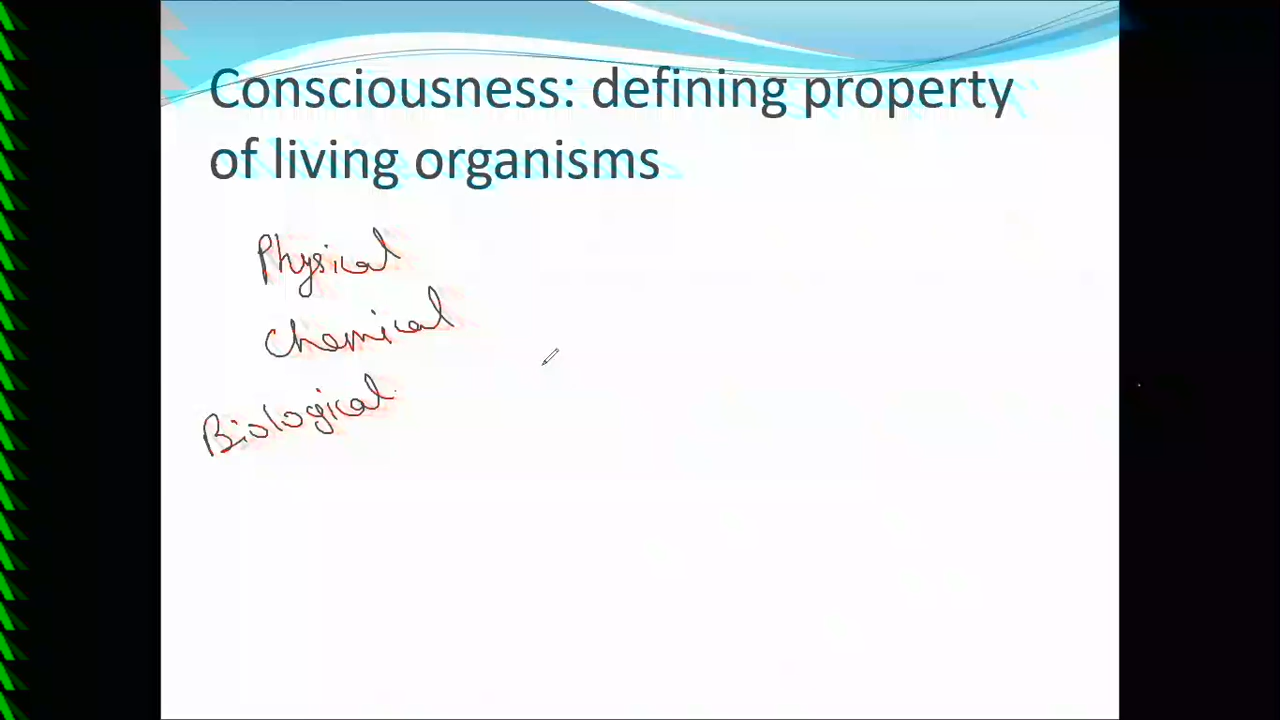 Consciousness: defining property
of living organisms
Physical
Chemical
Biological